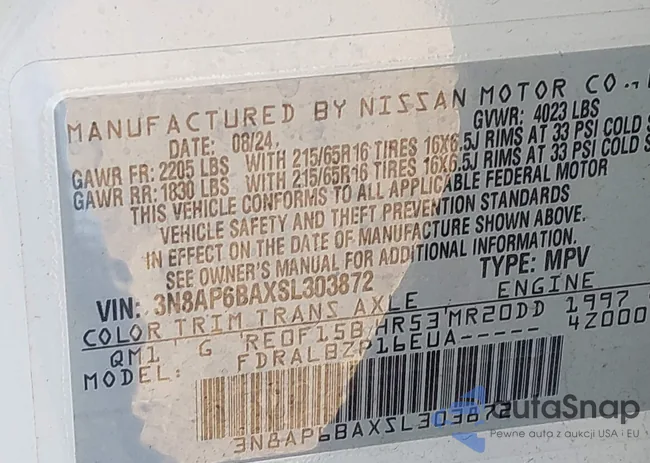 MANUFACTURED BY NISSAN MOTOR CO.,
DATE: 08/24 GVWR: 4023 LBS
GAWR FR: 2205 LBS WITH 215/65R16 TIRES 16X6.5J RIMS AT 33 PSI COLD
GAWR RR: 1830 LBS WITH 215/65R16 TIRES 16X6.5J RIMS AT 33 PSI COLD
THIS VEHICLE CONFORMS TO ALL APPLICABLE FEDERAL MOTOR
VEHICLE SAFETY AND THEFT PREVENTION STANDARDS
IN EFFECT ON THE DATE OF MANUFACTURE SHOWN ABOVE.
SEE OWNER'S MANUAL FOR ADDITIONAL INFORMATION.
VIN: 3N8AP6BAXSL303872 TYPE: MPV
COLOR TRIM TRANS AXLE ENGINE
QM1 G RE0F15B HR53 MR20DD 1997
MODEL: FDRALBZP16EUA----- 42000
3N8AP6BAXSL303872
autoSnap
Pewne auto z aukcji USA i EU